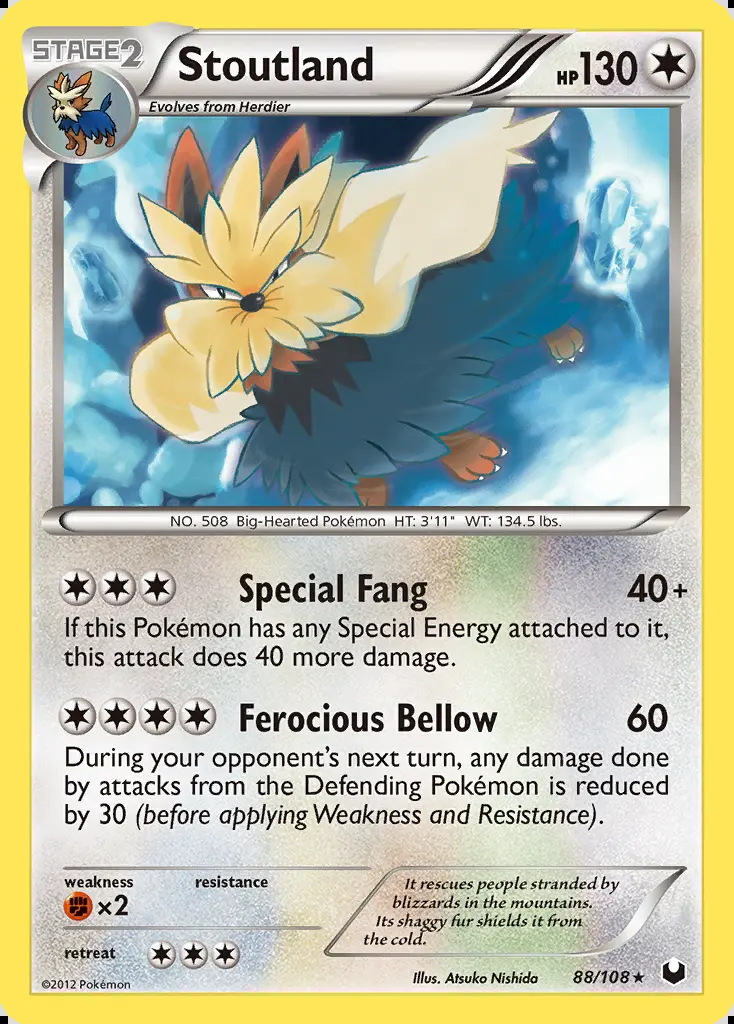 STAGE2
Stoutland
HP130
Evolves from Herdier
NO. 508 Big-Hearted Pokémon HT: 3'11" WT: 134.5 lbs.
Special Fang 40+
If this Pokémon has any Special Energy attached to it,
this attack does 40 more damage.
Ferocious Bellow 60
During your opponent's next turn, any damage done
by attacks from the Defending Pokémon is reduced
by 30 (before applying Weakness and Resistance).
weakness resistance
×2
retreat
It rescues people stranded by
blizzards in the mountains.
Its shaggy fur shields it from
the cold.
©2012 Pokémon
Illus. Atsuko Nishida
88/108★